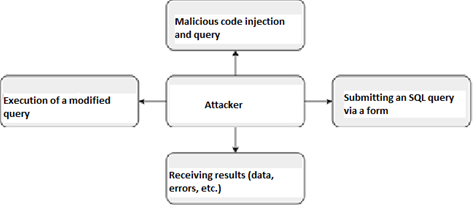 Malicious code injection
and query
Execution of a modified
query
Attacker
Submitting an SQL query
via a form
Receiving results (data,
errors, etc.)